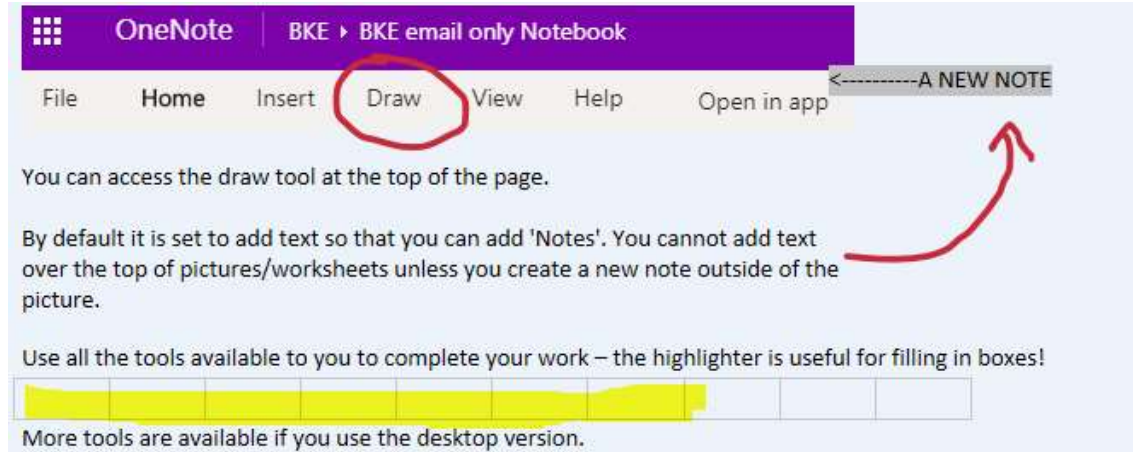 OneNote BKE ▸ BKE email only Notebook
<----------A NEW NOTE
File Home Insert Draw View Help Open in app
You can access the draw tool at the top of the page.
By default it is set to add text so that you can add 'Notes'. You cannot add text
over the top of pictures/worksheets unless you create a new note outside of the
picture.
Use all the tools available to you to complete your work – the highlighter is useful for filling in boxes!
More tools are available if you use the desktop version.